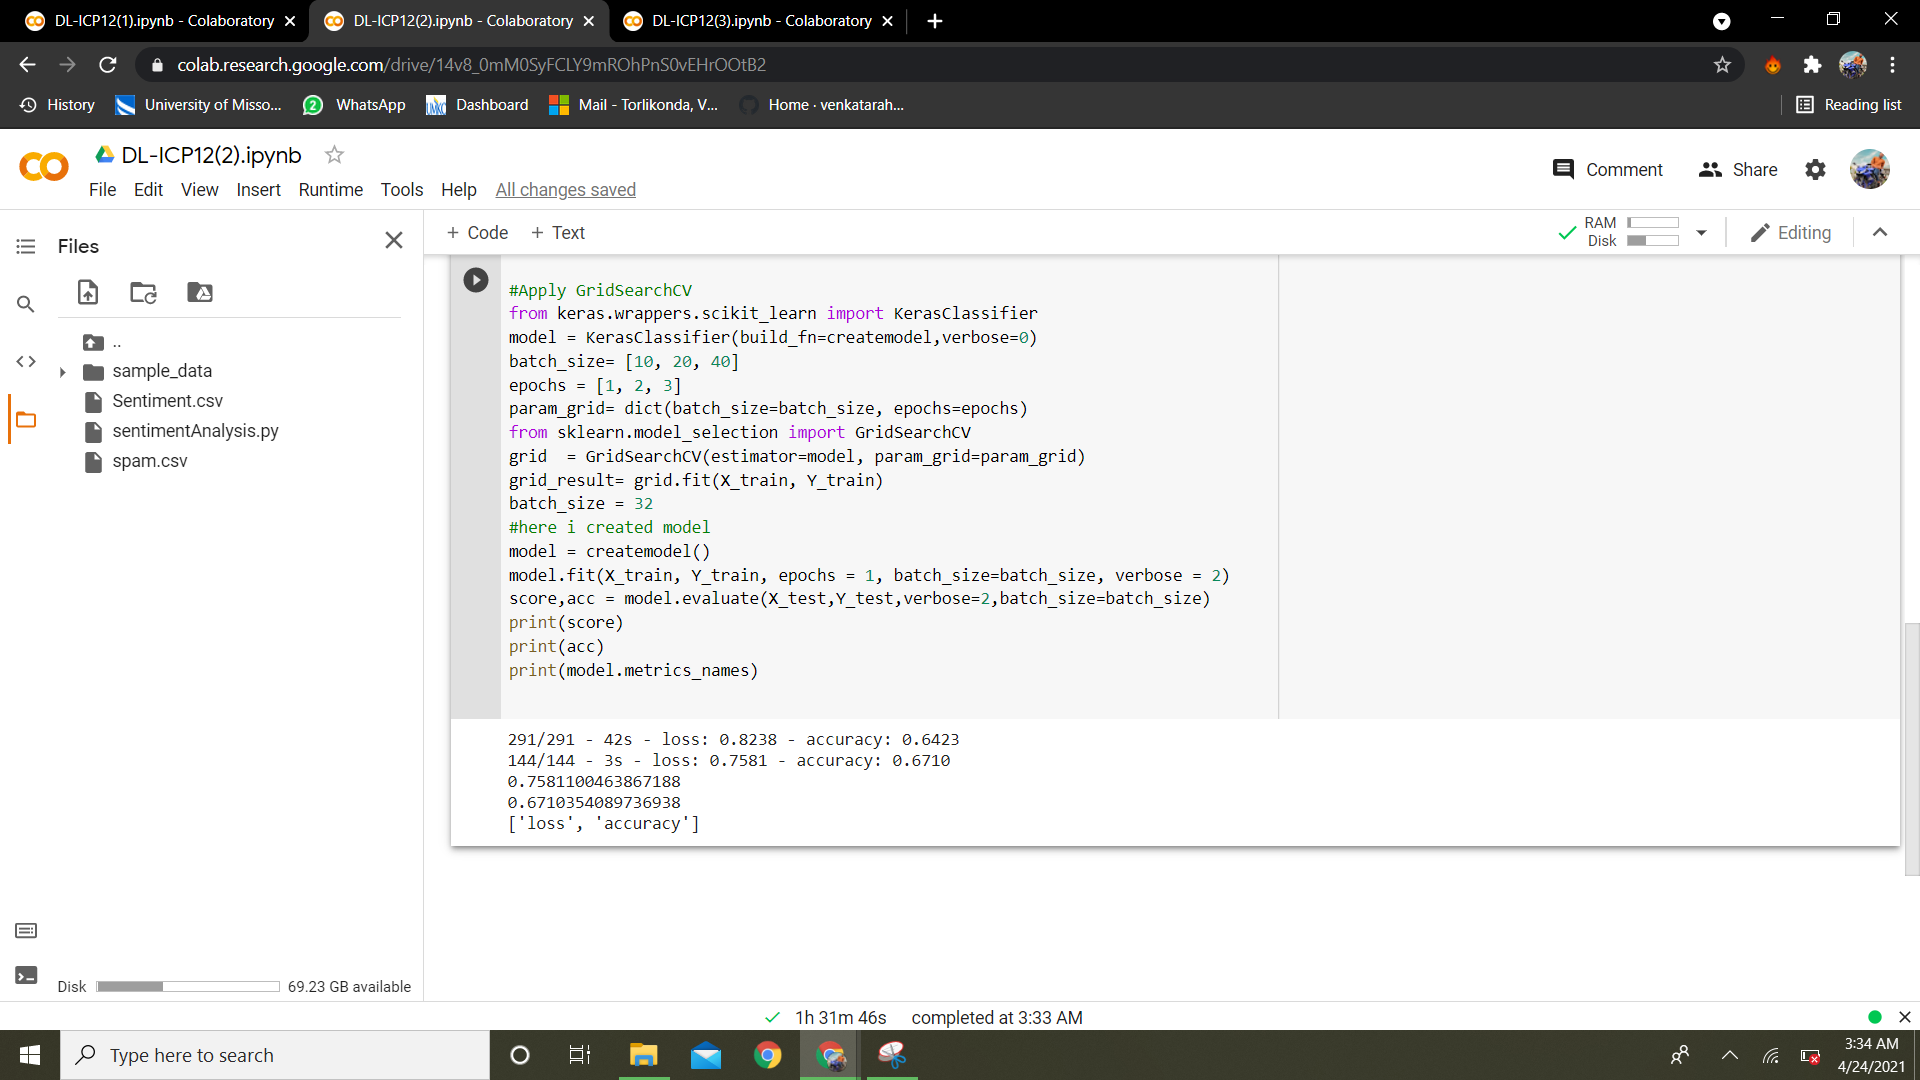 DL-ICP12(1).ipynb - Colaboratory
DL-ICP12(2).ipynb - Colaboratory
DL-ICP12(3).ipynb - Colaboratory
colab.research.google.com/drive/14v8_0mM0SyFCLY9mROhPnS0vEHrOOtB2
History
University of Misso...
2
WhatsApp
UMKC
Dashboard
Mail - Torlikonda, V...
Home · venkatarah...
Reading list
DL-ICP12(2).ipynb
File Edit View Insert Runtime Tools Help All changes saved
Comment
Share
Files
+ Code + Text
RAM
Disk
Editing
..
sample_data
Sentiment.csv
sentimentAnalysis.py
spam.csv
#Apply GridSearchCV
from keras.wrappers.scikit_learn import KerasClassifier
model = KerasClassifier(build_fn=createmodel,verbose=0)
batch_size= [10, 20, 40]
epochs = [1, 2, 3]
param_grid= dict(batch_size=batch_size, epochs=epochs)
from sklearn.model_selection import GridSearchCV
grid  = GridSearchCV(estimator=model, param_grid=param_grid)
grid_result= grid.fit(X_train, Y_train)
batch_size = 32
#here i created model
model = createmodel()
model.fit(X_train, Y_train, epochs = 1, batch_size=batch_size, verbose = 2)
score,acc = model.evaluate(X_test,Y_test,verbose=2,batch_size=batch_size)
print(score)
print(acc)
print(model.metrics_names)
291/291 - 42s - loss: 0.8238 - accuracy: 0.6423
144/144 - 3s - loss: 0.7581 - accuracy: 0.6710
0.7581100463867188
0.6710354089736938
['loss', 'accuracy']
Disk
69.23 GB available
1h 31m 46s completed at 3:33 AM
Type here to search
3:34 AM
4/24/2021